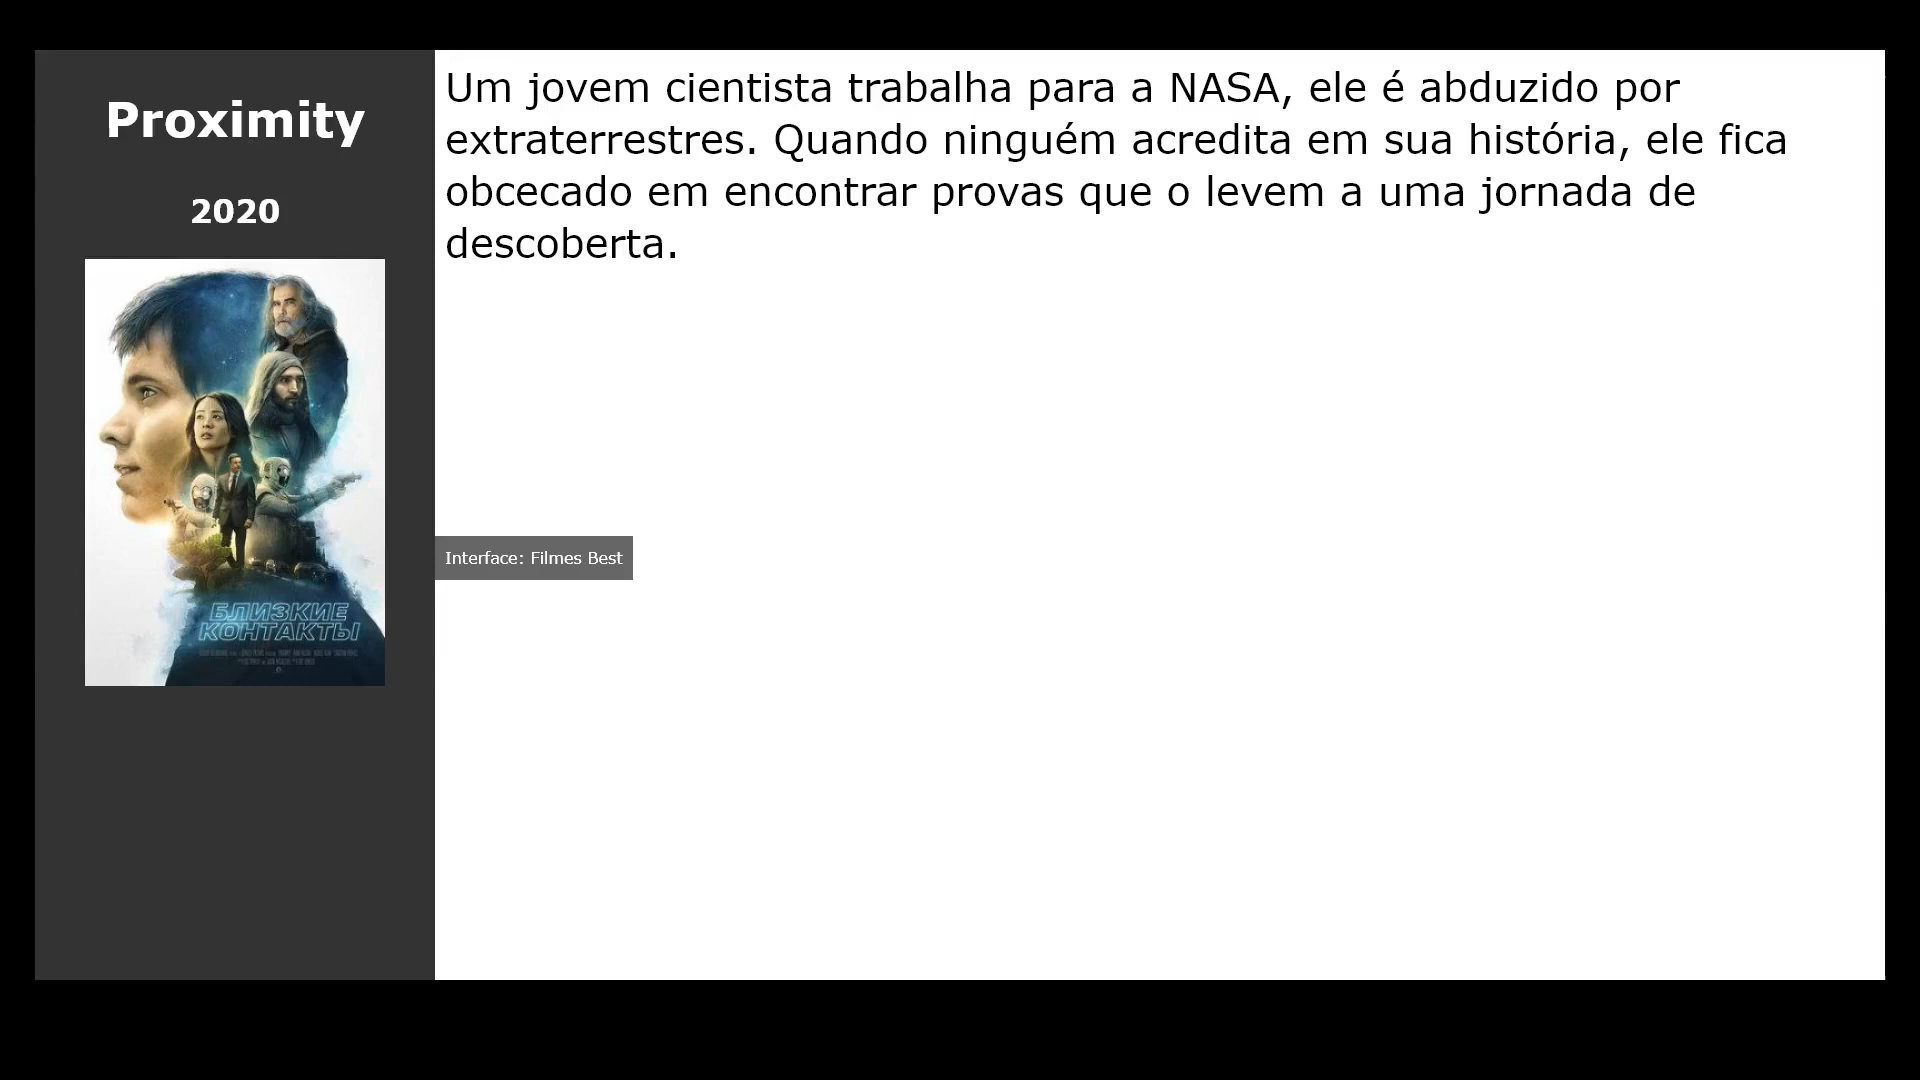 Proximity
2020
БЛИЗКИЕ
КОНТАКТЫ
Um jovem cientista trabalha para a NASA, ele é abduzido por
extraterrestres. Quando ninguém acredita em sua história, ele fica
obcecado em encontrar provas que o levem a uma jornada de
descoberta.
Interface: Filmes Best